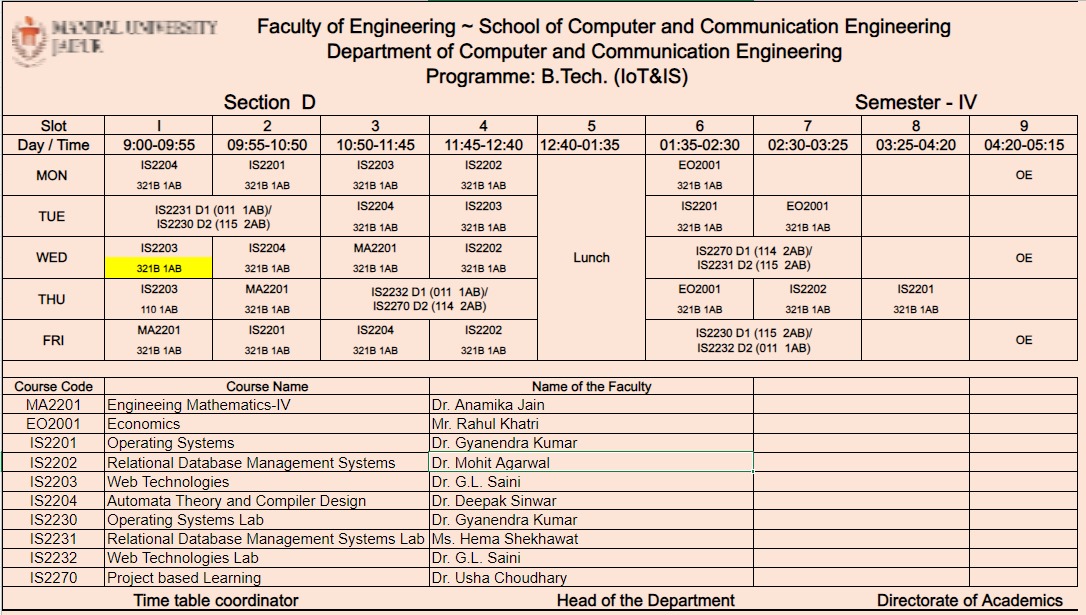 MANIPAL UNIVERSITY
JAIPUR
Faculty of Engineering ~ School of Computer and Communication Engineering
Department of Computer and Communication Engineering
Programme: B.Tech. (IoT&IS)
Section D Semester - IV
Slot I 2 3 4 5 6 7 8 9
Day / Time 9:00-09:55 09:55-10:50 10:50-11:45 11:45-12:40 12:40-01:35 01:35-02:30 02:30-03:25 03:25-04:20 04:20-05:15
MON IS2204 IS2201 IS2203 IS2202 EO2001 OE
321B 1AB 321B 1AB 321B 1AB 321B 1AB 321B 1AB
TUE IS2231 D1 (011 1AB)/ IS2204 IS2203 IS2201 EO2001
IS2230 D2 (115 2AB) 321B 1AB 321B 1AB 321B 1AB 321B 1AB
WED IS2203 IS2204 MA2201 IS2202 Lunch IS2270 D1 (114 2AB)/ OE
321B 1AB 321B 1AB 321B 1AB 321B 1AB IS2231 D2 (115 2AB)
THU IS2203 MA2201 IS2232 D1 (011 1AB)/ EO2001 IS2202 IS2201
110 1AB 321B 1AB IS2270 D2 (114 2AB) 321B 1AB 321B 1AB 321B 1AB
FRI MA2201 IS2201 IS2204 IS2202 IS2230 D1 (115 2AB)/ OE
321B 1AB 321B 1AB 321B 1AB 321B 1AB IS2232 D2 (011 1AB)
Course Code Course Name Name of the Faculty
MA2201 Engineeing Mathematics-IV Dr. Anamika Jain
EO2001 Economics Mr. Rahul Khatri
IS2201 Operating Systems Dr. Gyanendra Kumar
IS2202 Relational Database Management Systems Dr. Mohit Agarwal
IS2203 Web Technologies Dr. G.L. Saini
IS2204 Automata Theory and Compiler Design Dr. Deepak Sinwar
IS2230 Operating Systems Lab Dr. Gyanendra Kumar
IS2231 Relational Database Management Systems Lab Ms. Hema Shekhawat
IS2232 Web Technologies Lab Dr. G.L. Saini
IS2270 Project based Learning Dr. Usha Choudhary
Time table coordinator Head of the Department Directorate of Academics